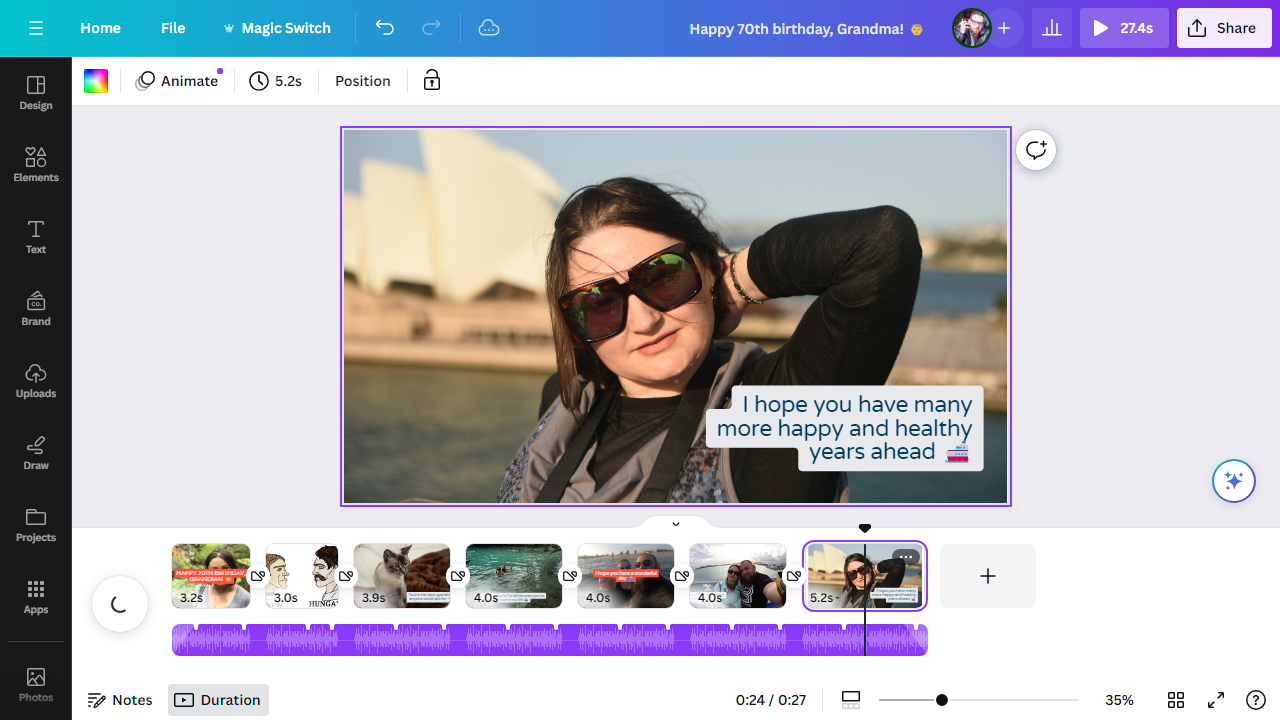 Home
File
Magic Switch
Happy 70th birthday, Grandma! 👵
27.4s
Share
Design
Elements
Text
Brand
Uploads
Draw
Projects
Apps
Photos
CO.
Animate
5.2s
Position
I hope you have many
more happy and healthy
years ahead 🚢
HAPPY 70TH BIRTHDAY,
GRANDMA!
3.2s
3.0s
HUNGA
3.9s
4.0s
I hope you have a wonderful
day
4.0s
4.0s
5.2s
Notes
Duration
0:24 / 0:27
35%